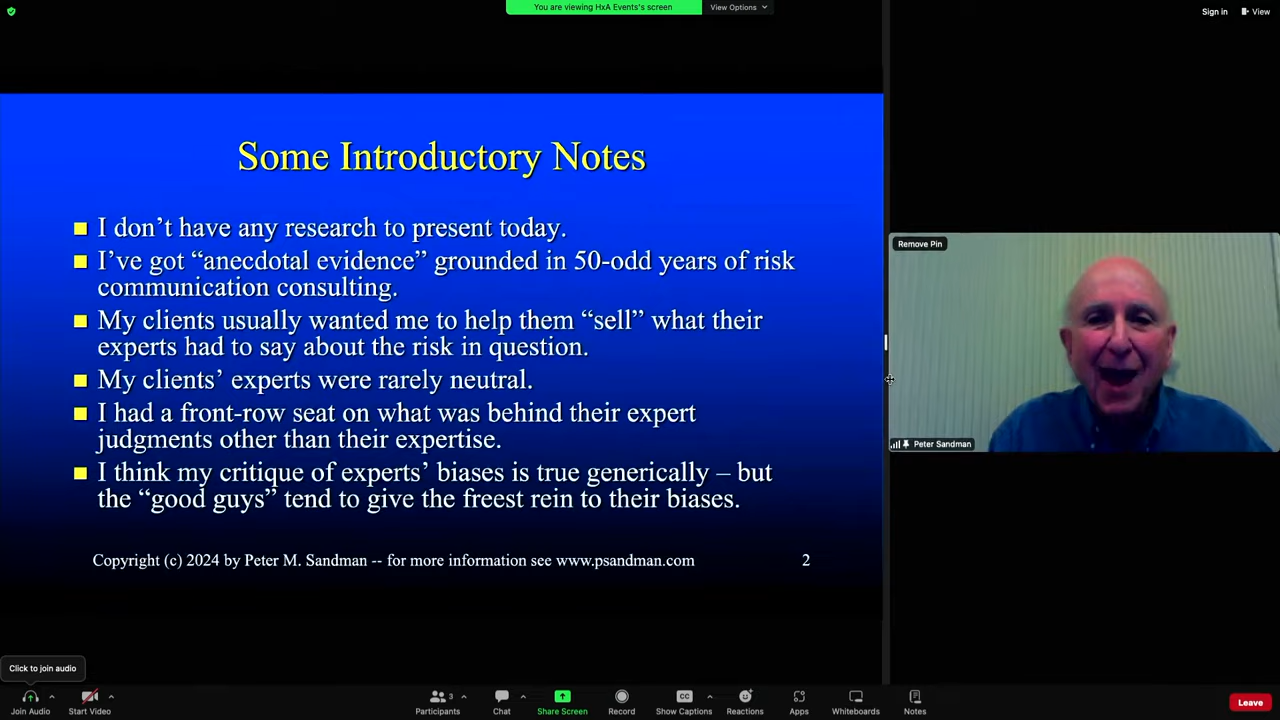 You are viewing HxA Events's screen
View Options
Sign in
View
Some Introductory Notes
I don't have any research to present today.
I've got “anecdotal evidence” grounded in 50-odd years of risk
communication consulting.
My clients usually wanted me to help them “sell” what their
experts had to say about the risk in question.
My clients' experts were rarely neutral.
I had a front-row seat on what was behind their expert
judgments other than their expertise.
I think my critique of experts' biases is true generically – but
the “good guys” tend to give the freest rein to their biases.
Copyright (c) 2024 by Peter M. Sandman -- for more information see www.psandman.com
2
Remove Pin
Peter Sandman
Click to join audio
Join Audio
Start Video
3
Participants
Chat
Share Screen
Record
CC
Show Captions
Reactions
Apps
Whiteboards
Notes
Leave